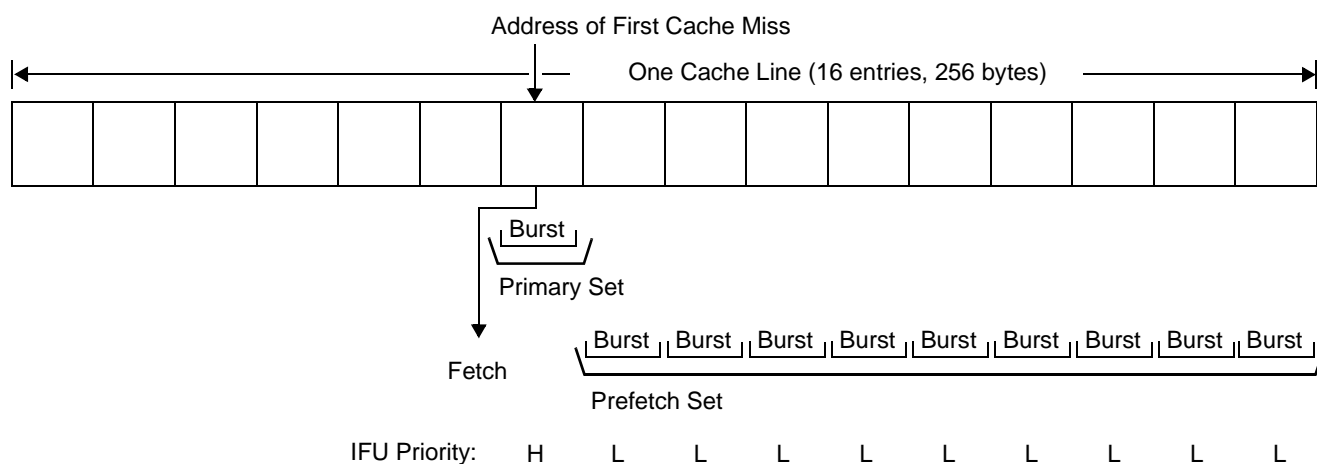 Address of First Cache Miss
One Cache Line (16 entries, 256 bytes)
Burst
Primary Set
Burst Burst Burst Burst Burst Burst Burst Burst Burst
Fetch
Prefetch Set
IFU Priority: H L L L L L L L L L